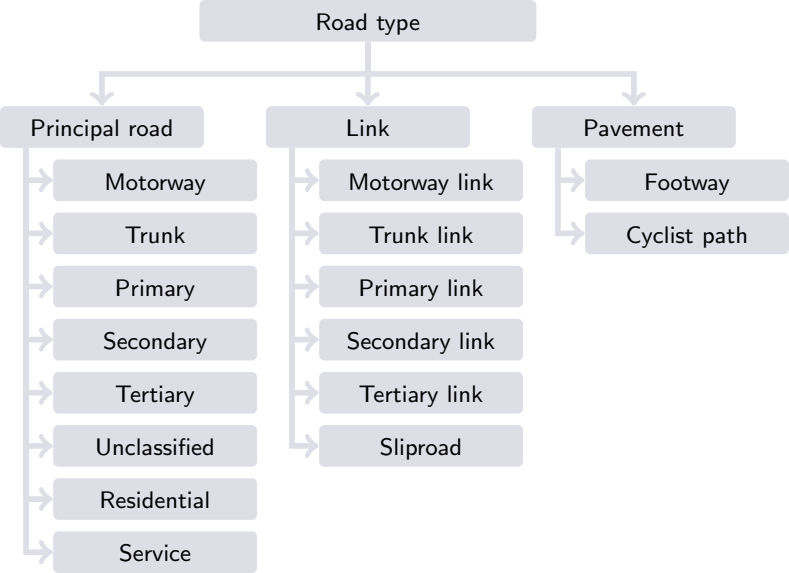 Road type
Principal road
Motorway
Trunk
Primary
Secondary
Tertiary
Unclassified
Residential
Service
Link
Motorway link
Trunk link
Primary link
Secondary link
Tertiary link
Sliproad
Pavement
Footway
Cyclist path